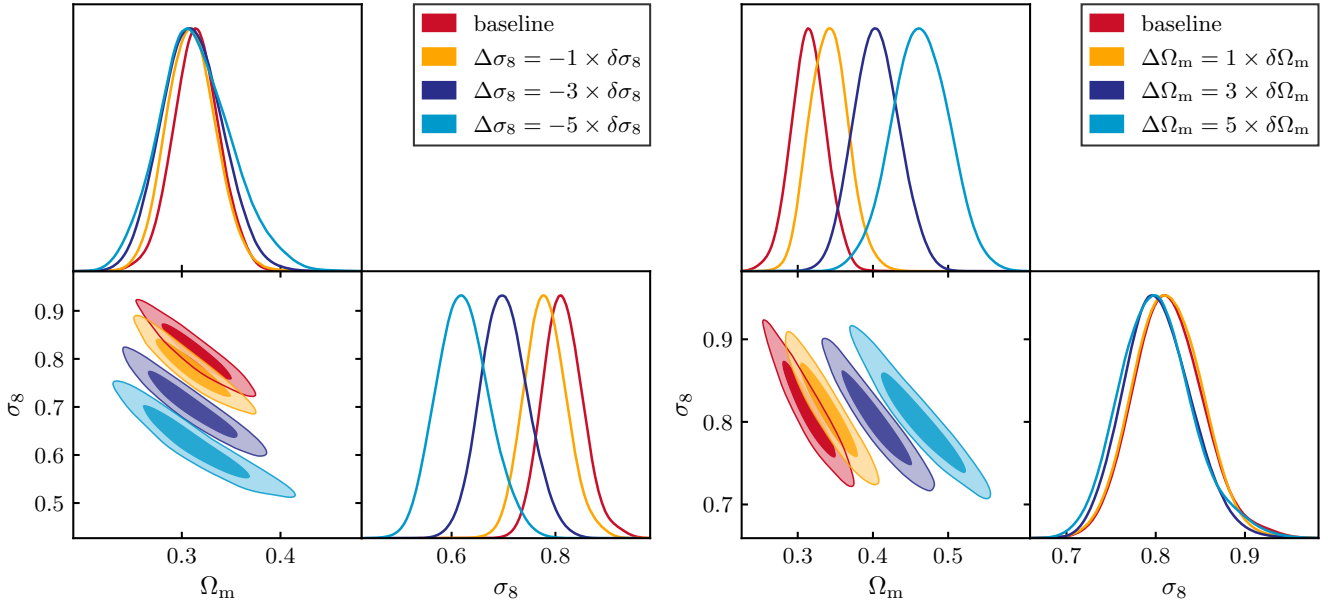 baseline
Δσ₈ = −1 × δσ₈
Δσ₈ = −3 × δσ₈
Δσ₈ = −5 × δσ₈
0.9
0.8
0.7
0.6
0.5
σ₈
0.3 0.4
Ωₘ
0.6 0.8
σ₈
baseline
ΔΩₘ = 1 × δΩₘ
ΔΩₘ = 3 × δΩₘ
ΔΩₘ = 5 × δΩₘ
0.9
0.8
0.7
σ₈
0.3 0.4 0.5
Ωₘ
0.7 0.8 0.9
σ₈